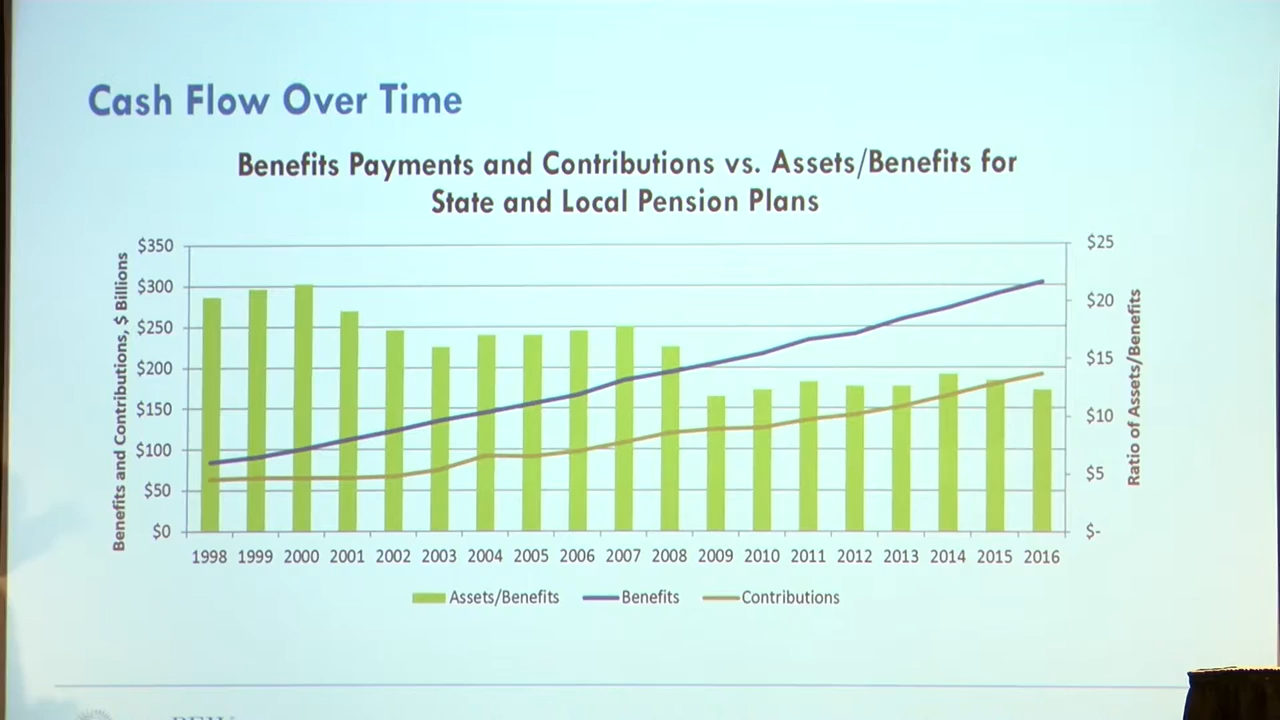 Cash Flow Over Time
Benefits Payments and Contributions vs. Assets/Benefits for
State and Local Pension Plans
Benefits and Contributions, $ Billions
$350
$300
$250
$200
$150
$100
$50
$0
$25
$20
$15
$10
$5
$-
Ratio of Assets/Benefits
1998 1999 2000 2001 2002 2003 2004 2005 2006 2007 2008 2009 2010 2011 2012 2013 2014 2015 2016
Assets/Benefits Benefits Contributions